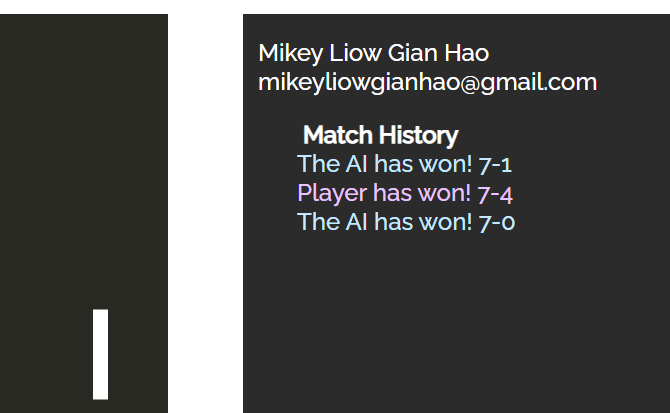 Mikey Liow Gian Hao
mikeyliowgianhao@gmail.com
Match History
The AI has won! 7-1
Player has won! 7-4
The AI has won! 7-0